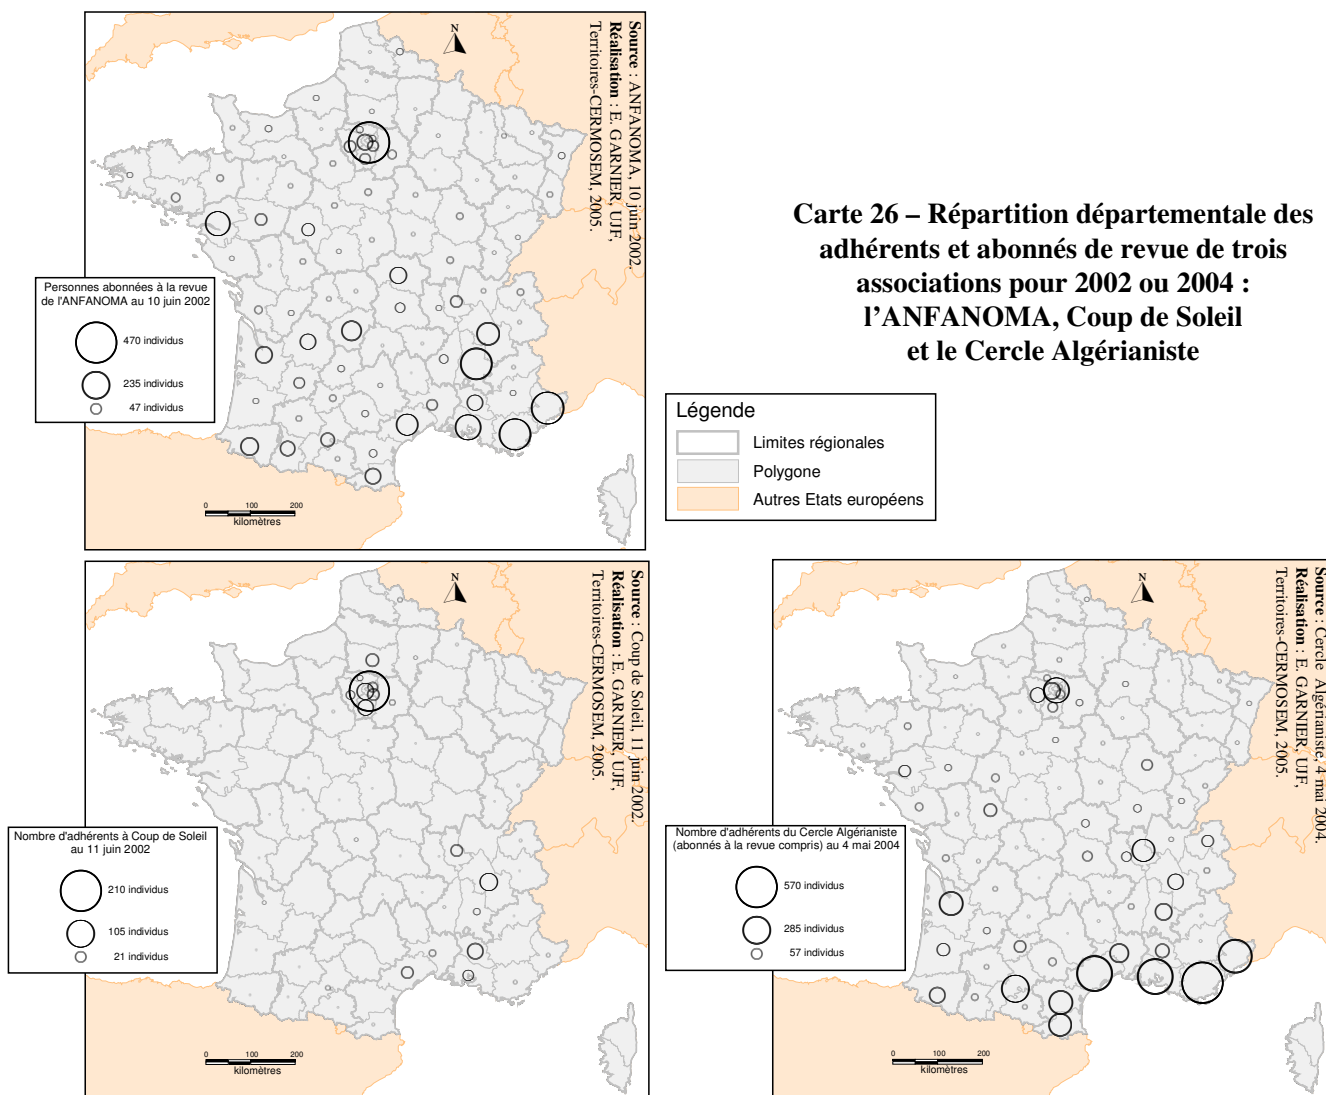 N
Source : ANFANOMA, 10 juin 2002.
Réalisation : E. GARNIER, UJF,
Territoires-CERMOSEM, 2005.
Personnes abonnées à la revue
de l'ANFANOMA au 10 juin 2002
470 individus
235 individus
47 individus
0 100 200
kilomètres
Carte 26 – Répartition départementale des
adhérents et abonnés de revue de trois
associations pour 2002 ou 2004 :
l’ANFANOMA, Coup de Soleil
et le Cercle Algérianiste
Légende
Limites régionales
Polygone
Autres Etats européens
N
Source : Coup de Soleil, 11 juin 2002.
Réalisation : E. GARNIER, UJF,
Territoires-CERMOSEM, 2005.
Nombre d'adhérents à Coup de Soleil
au 11 juin 2002
210 individus
105 individus
21 individus
0 100 200
kilomètres
N
Source : Cercle Algérianiste, 4 mai 2004.
Réalisation : E. GARNIER, UJF,
Territoires-CERMOSEM, 2005.
Nombre d'adhérents du Cercle Algérianiste
(abonnés à la revue compris) au 4 mai 2004
570 individus
285 individus
57 individus
0 100 200
kilomètres